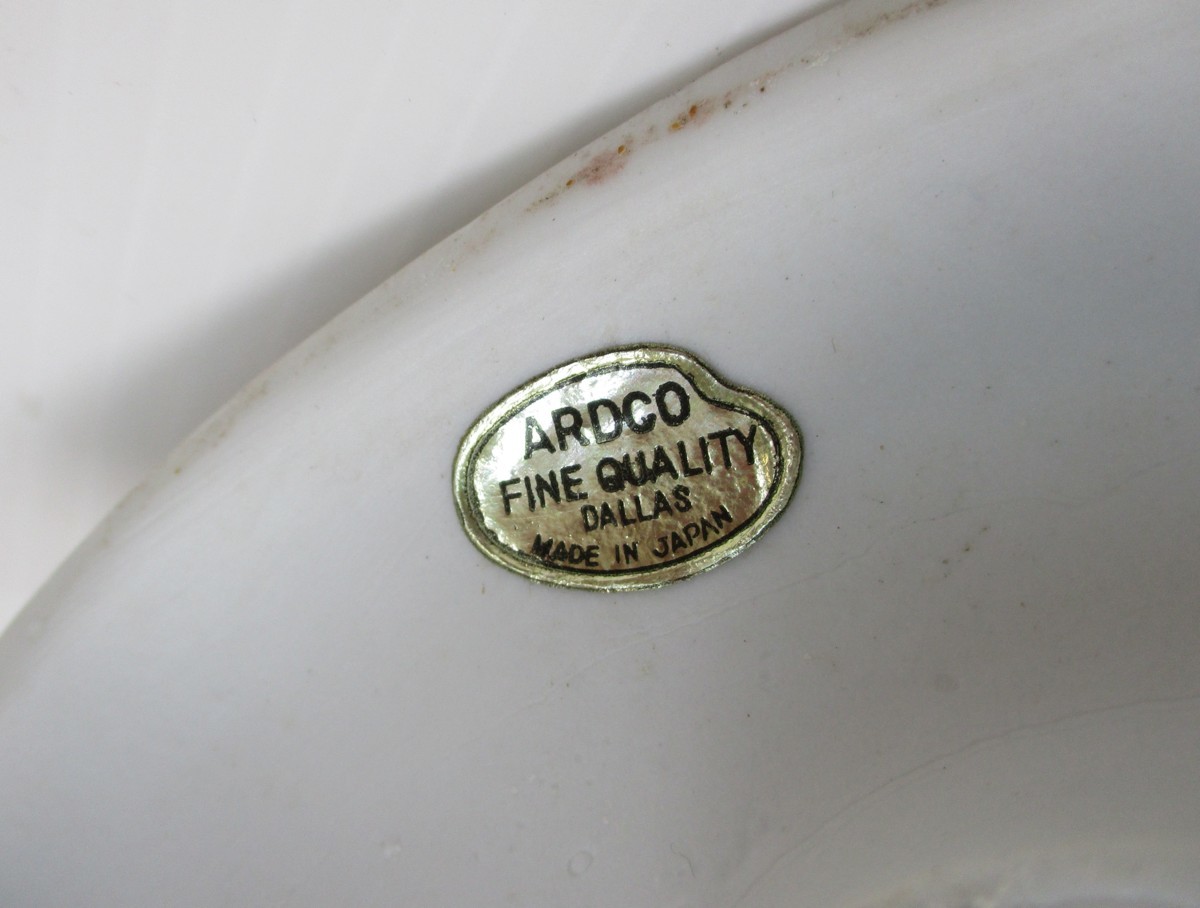 ARDCO
FINE QUALITY
DALLAS
MADE IN JAPAN